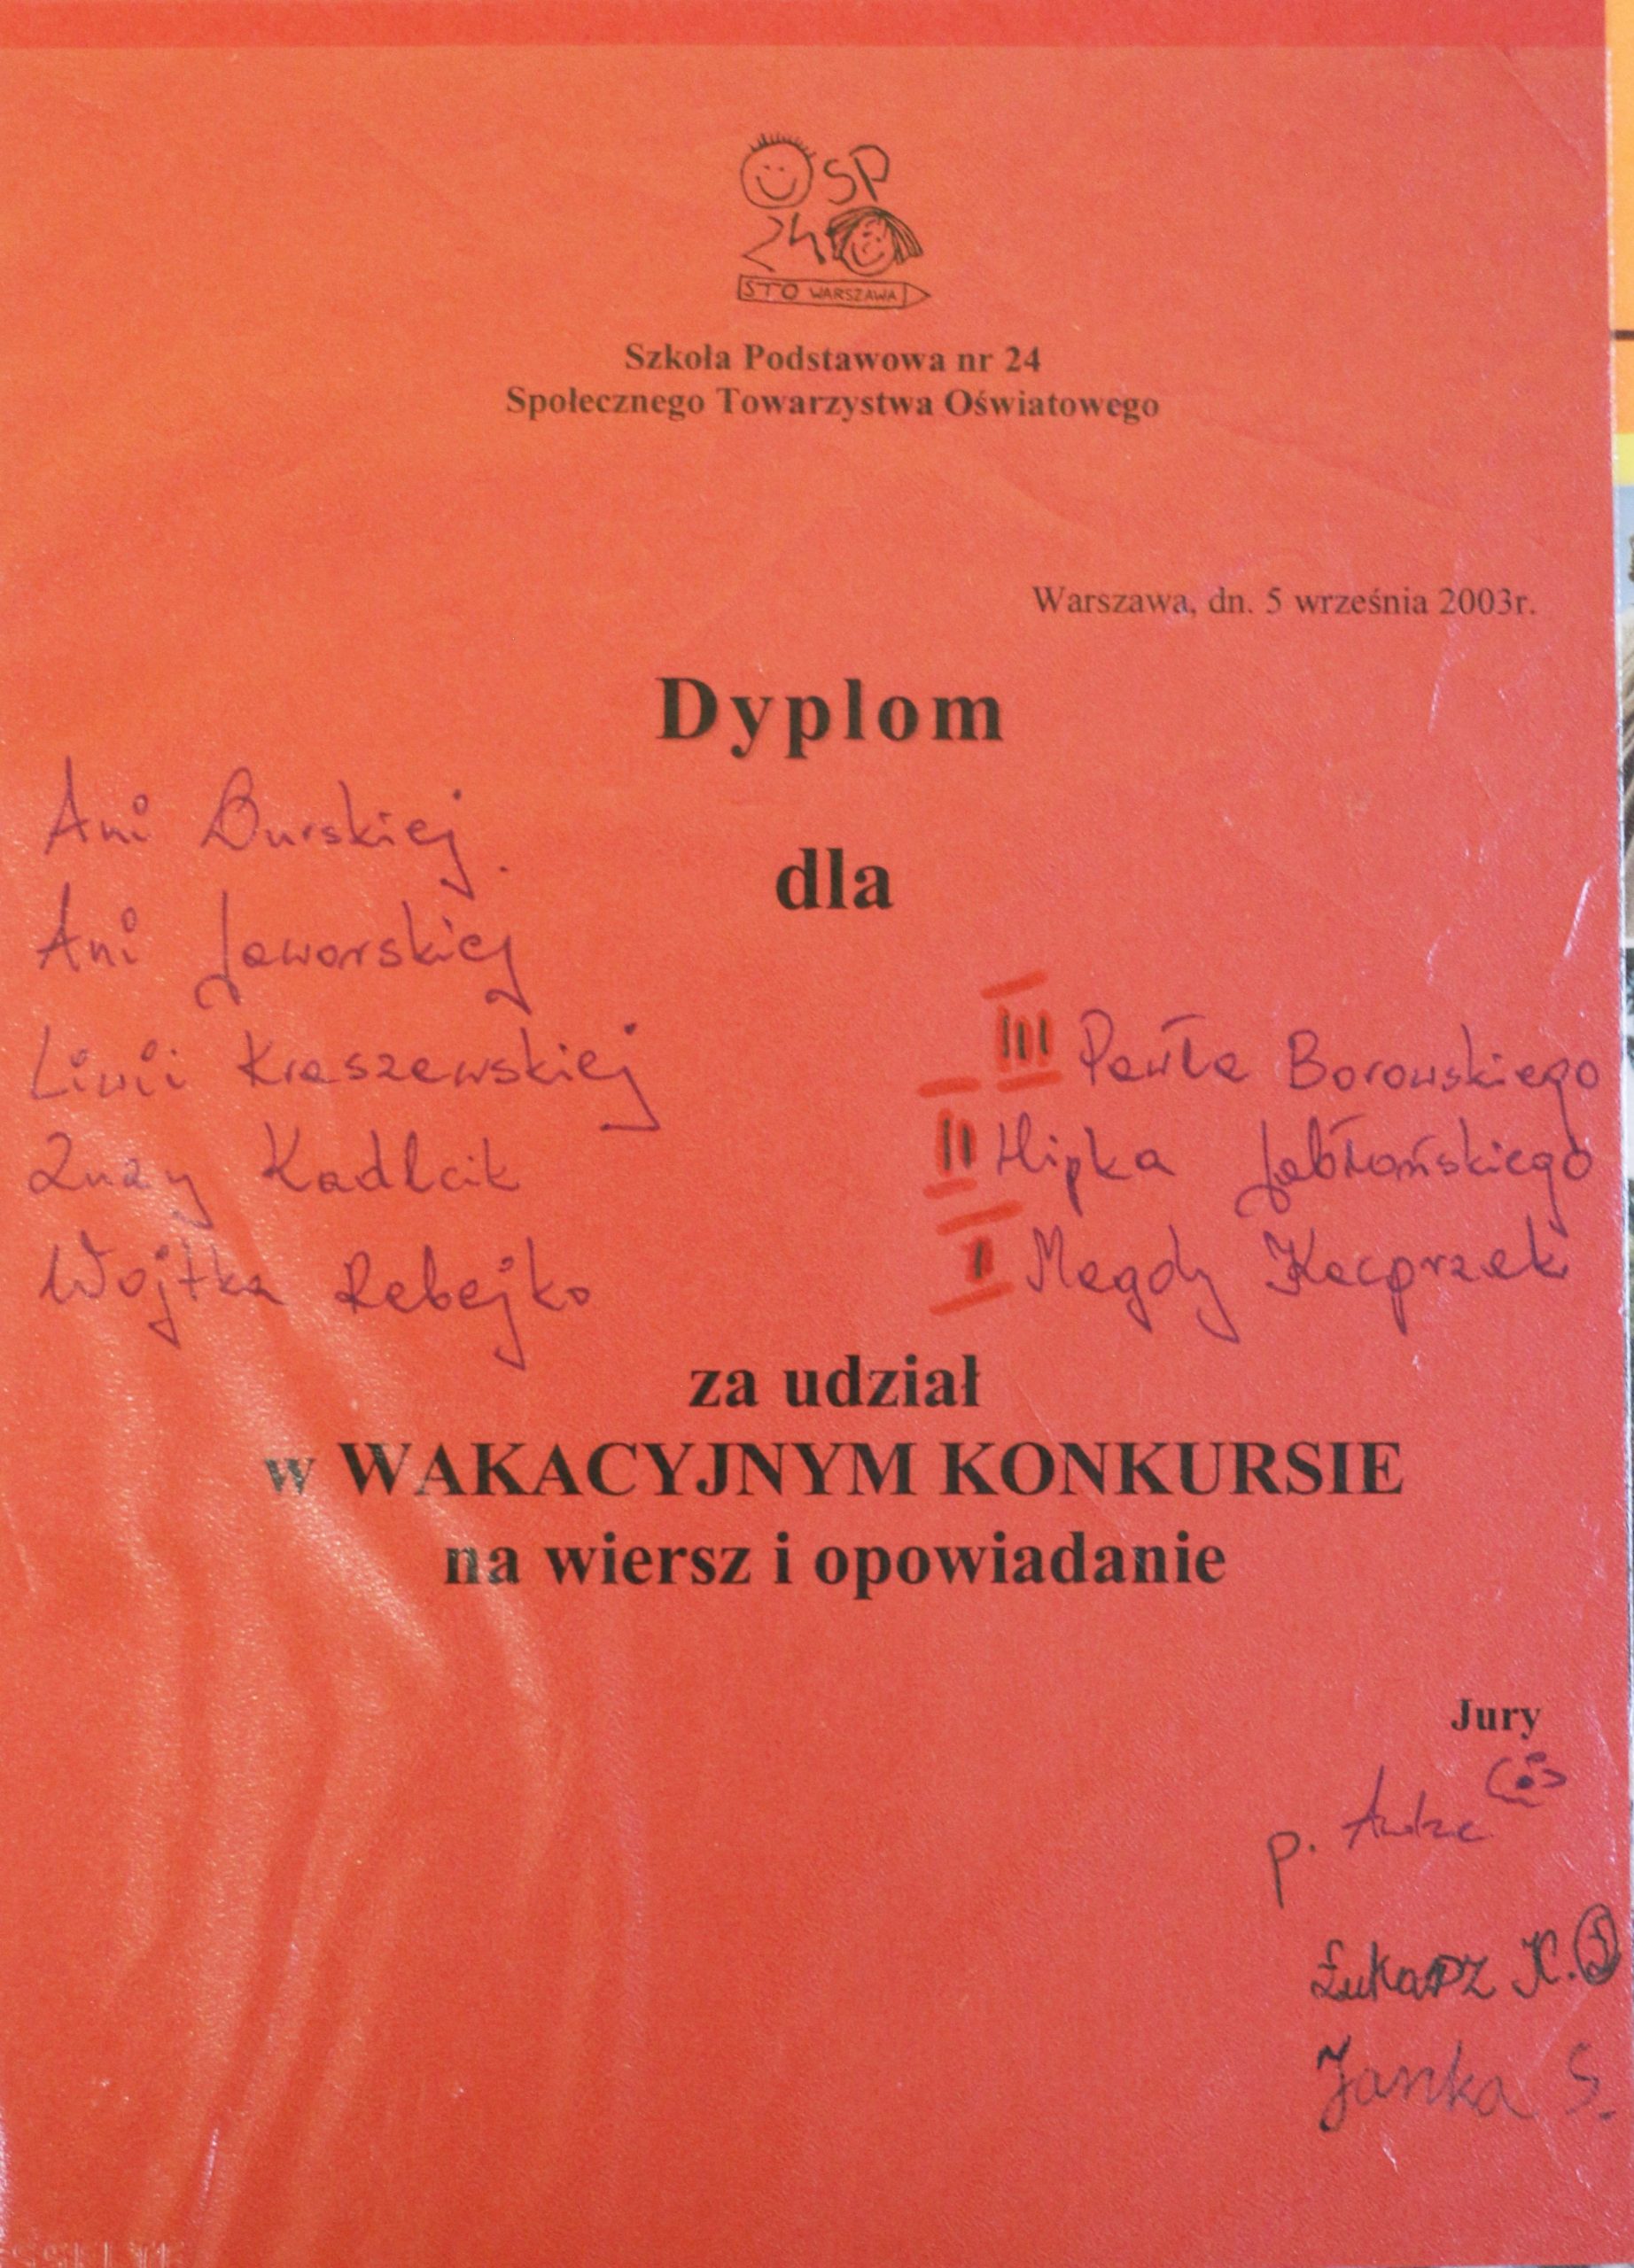 SP
24
STO WARSZAWA
Szkoła Podstawowa nr 24
Społecznego Towarzystwa Oświatowego
Warszawa, dn. 5 września 2003r.
Dyplom
dla
Ani Burskiej
Ani Jaworskiej
Liwii Kraszewskiej
Zuzy Kadlcik
Wojtka Rebejko
III Pawła Borowskiego
II Hipka Jabłońskiego
I Magdy Kacprzak
za udział
w WAKACYJNYM KONKURSIE
na wiersz i opowiadanie
Jury
p.
Łukasz K.
Janka S.